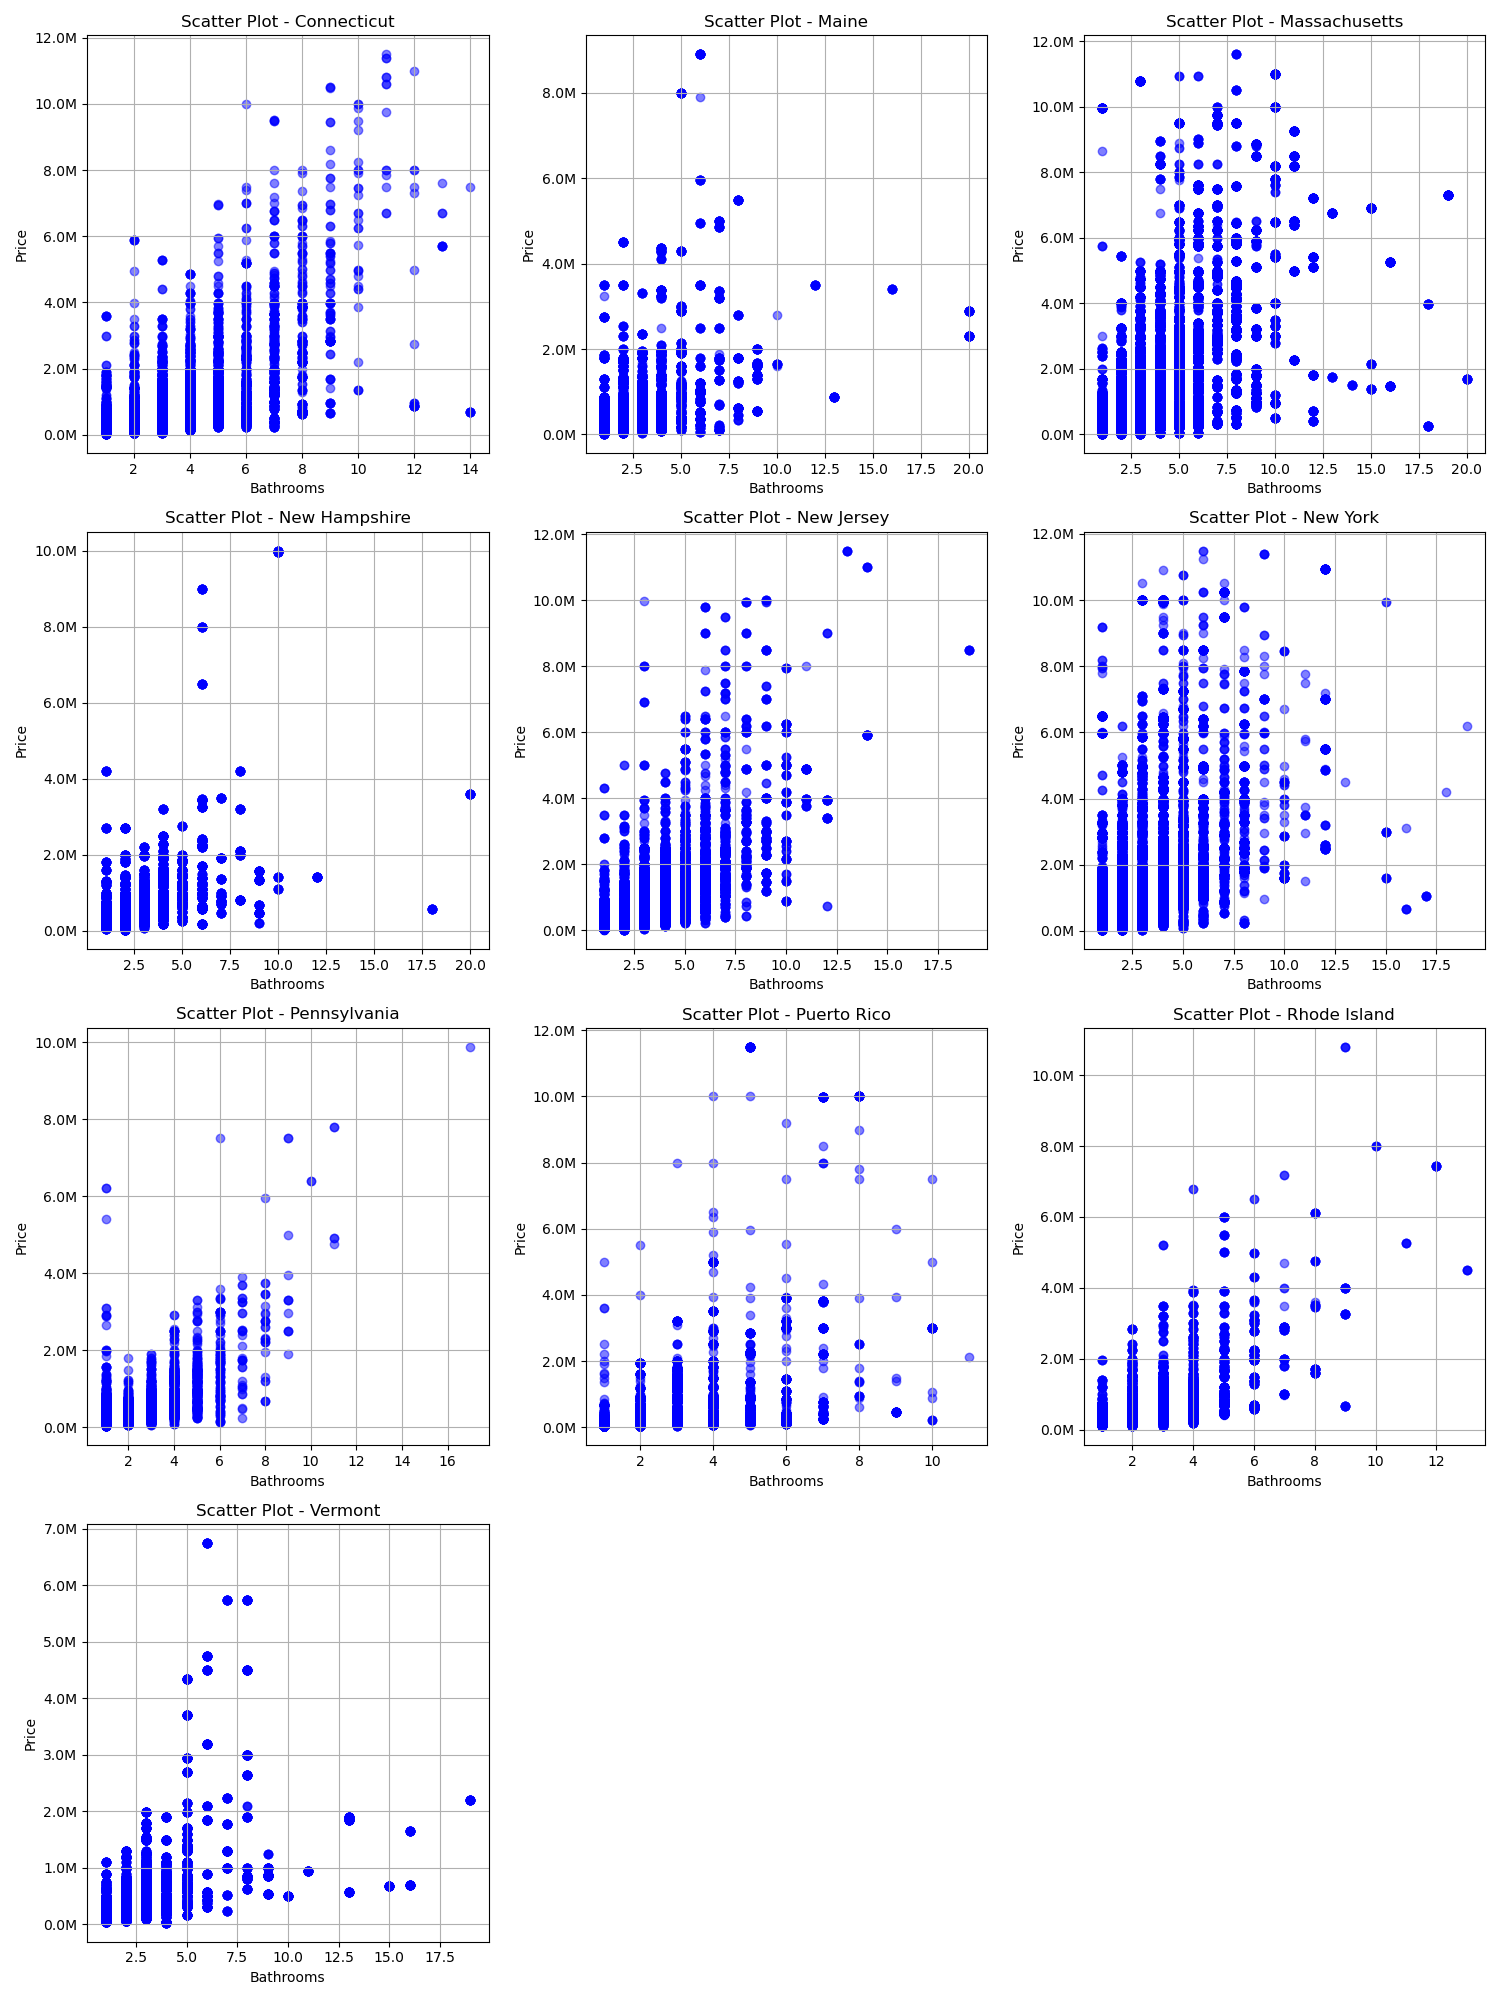 Scatter Plot - Connecticut
12.0M
10.0M
8.0M
6.0M
4.0M
2.0M
0.0M
Price
2 4 6 8 10 12 14
Bathrooms
Scatter Plot - Maine
8.0M
6.0M
4.0M
2.0M
0.0M
Price
2.5 5.0 7.5 10.0 12.5 15.0 17.5 20.0
Bathrooms
Scatter Plot - Massachusetts
12.0M
10.0M
8.0M
6.0M
4.0M
2.0M
0.0M
Price
2.5 5.0 7.5 10.0 12.5 15.0 17.5 20.0
Bathrooms
Scatter Plot - New Hampshire
10.0M
8.0M
6.0M
4.0M
2.0M
0.0M
Price
2.5 5.0 7.5 10.0 12.5 15.0 17.5 20.0
Bathrooms
Scatter Plot - New Jersey
12.0M
10.0M
8.0M
6.0M
4.0M
2.0M
0.0M
Price
2.5 5.0 7.5 10.0 12.5 15.0 17.5
Bathrooms
Scatter Plot - New York
12.0M
10.0M
8.0M
6.0M
4.0M
2.0M
0.0M
Price
2.5 5.0 7.5 10.0 12.5 15.0 17.5
Bathrooms
Scatter Plot - Pennsylvania
10.0M
8.0M
6.0M
4.0M
2.0M
0.0M
Price
2 4 6 8 10 12 14 16
Bathrooms
Scatter Plot - Puerto Rico
12.0M
10.0M
8.0M
6.0M
4.0M
2.0M
0.0M
Price
2 4 6 8 10
Bathrooms
Scatter Plot - Rhode Island
10.0M
8.0M
6.0M
4.0M
2.0M
0.0M
Price
2 4 6 8 10 12
Bathrooms
Scatter Plot - Vermont
7.0M
6.0M
5.0M
4.0M
3.0M
2.0M
1.0M
0.0M
Price
2.5 5.0 7.5 10.0 12.5 15.0 17.5
Bathrooms